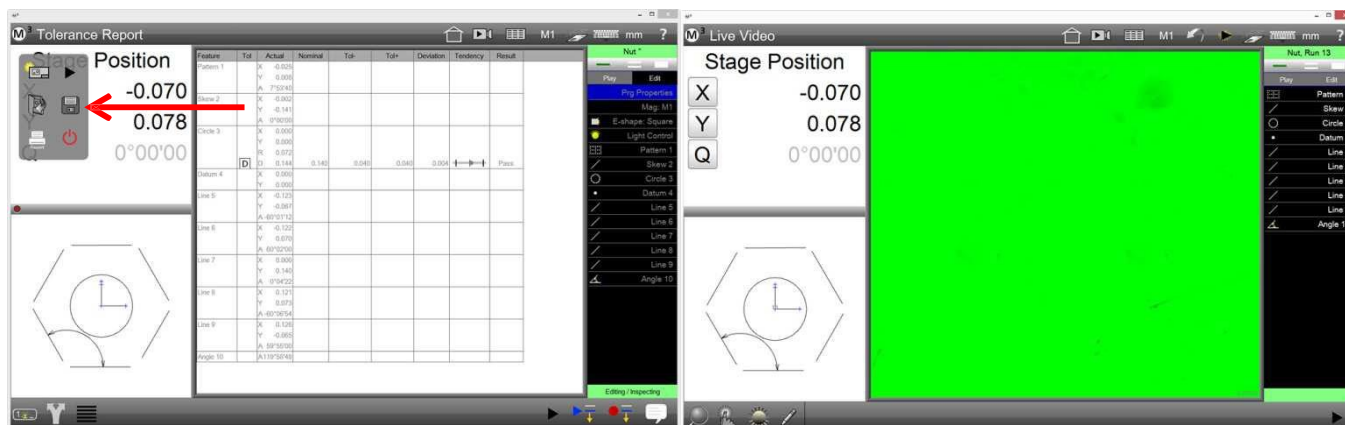 M³ Tolerance Report M1 mm ?
Stage Position
X -0.070
Y 0.078
Q 0°00'00
Feature Tol Actual Nominal Tol- Tol+ Deviation Tendency Result
Pattern 1 X -0.025
Y 0.008
A 7°53'40
Skew 2 X -0.002
Y -0.141
A 0°00'00
Circle 3 X 0.000
Y 0.000
R 0.072
D D 0.144 0.140 0.040 0.040 0.004 Pass
Datum 4 X 0.000
Y 0.000
Line 5 X -0.123
Y -0.067
A -60°01'12
Line 6 X -0.122
Y 0.070
A 60°02'00
Line 7 X 0.000
Y 0.140
A 0°04'22
Line 8 X 0.121
Y 0.073
A -60°06'54
Line 9 X 0.126
Y -0.065
A 59°55'00
Angle 10 A 119°55'48
Nut *
Play Edit
Prg Properties
Mag: M1
E-shape: Square
Light Control
Pattern 1
Skew 2
Circle 3
Datum 4
Line 5
Line 6
Line 7
Line 8
Line 9
Angle 10
Editing / Inspecting
M³ Live Video M1 mm ?
Stage Position
X -0.070
Y 0.078
Q 0°00'00
Nut, Run 13
Play Edit
Pattern
Skew
Circle
Datum
Line
Line
Line
Line
Line
Angle 1